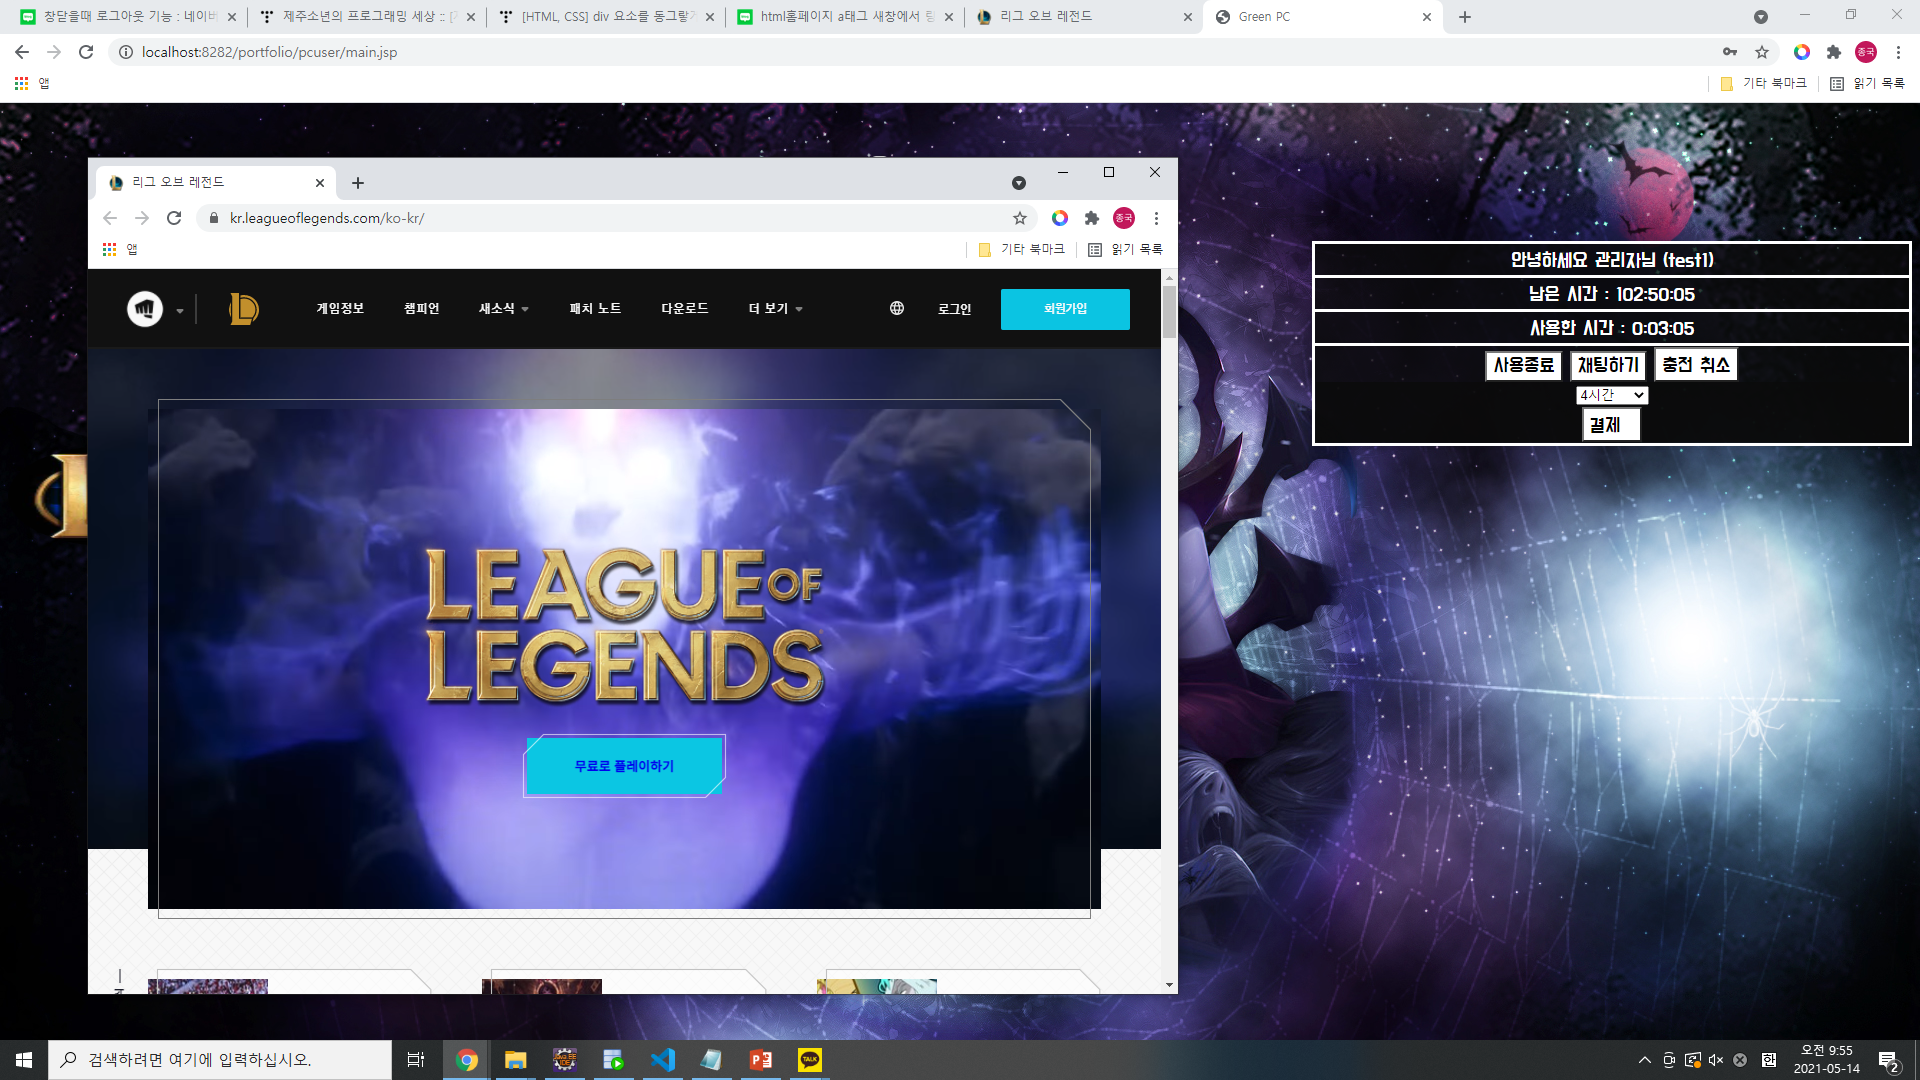 창닫을때 로그아웃 기능 : 네이버
제주소년의 프로그래밍 세상 ::
[HTML, CSS] div 요소를 동그랗게
html홈페이지 a태그 새창에서
리그 오브 레전드
Green PC
localhost:8282/portfolio/pcuser/main.jsp
종국
앱
기타 북마크
읽기 목록
리그 오브 레전드
kr.leagueoflegends.com/ko-kr/
종국
앱
기타 북마크
읽기 목록
게임정보
챔피언
새소식
패치 노트
다운로드
더 보기
로그인
회원가입
LEAGUE OF
LEGENDS
무료로 플레이하기
안녕하세요 관리자님 (test1)
남은 시간 : 102:50:05
사용한 시간 : 0:03:05
사용종료 채팅하기 충전 취소
4시간
결제
검색하려면 여기에 입력하십시오.
TALK
한
오전 9:55
2021-05-14
2